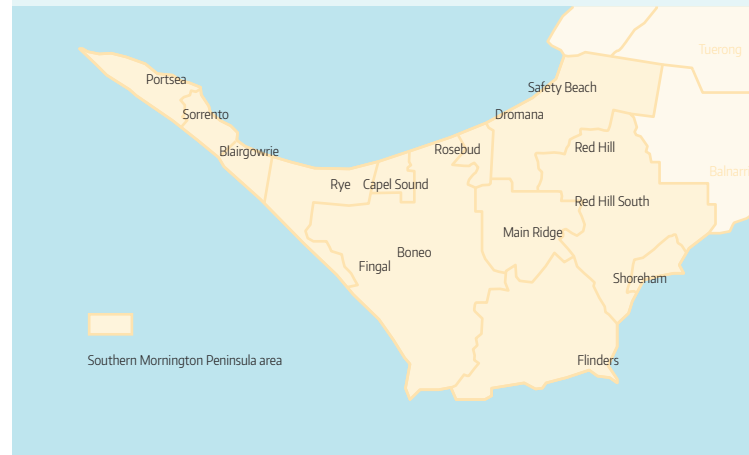 Tuerong
Portsea
Safety Beach
Sorrento
Dromana
Blairgowrie
Rosebud
Red Hill
Balnarr
Rye
Capel Sound
Red Hill South
Main Ridge
Boneo
Fingal
Shoreham
Southern Mornington Peninsula area
Flinders